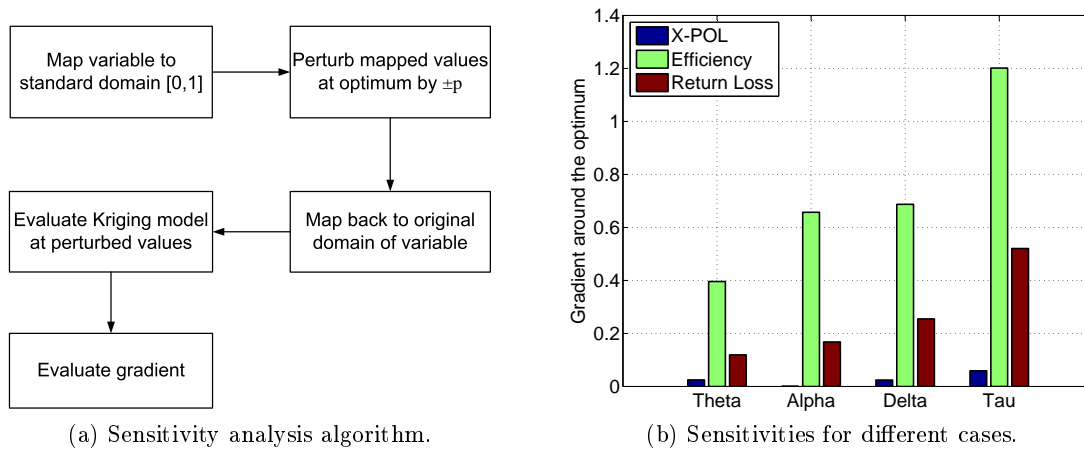 Map variable to
standard domain [0,1]
Perturb mapped values
at optimum by ±p
Evaluate Kriging model
at perturbed values
Map back to original
domain of variable
Evaluate gradient
(a) Sensitivity analysis algorithm.
Gradient around the optimum
1.4
1.2
1
0.8
0.6
0.4
0.2
0
X-POL
Efficiency
Return Loss
Theta Alpha Delta Tau
(b) Sensitivities for different cases.